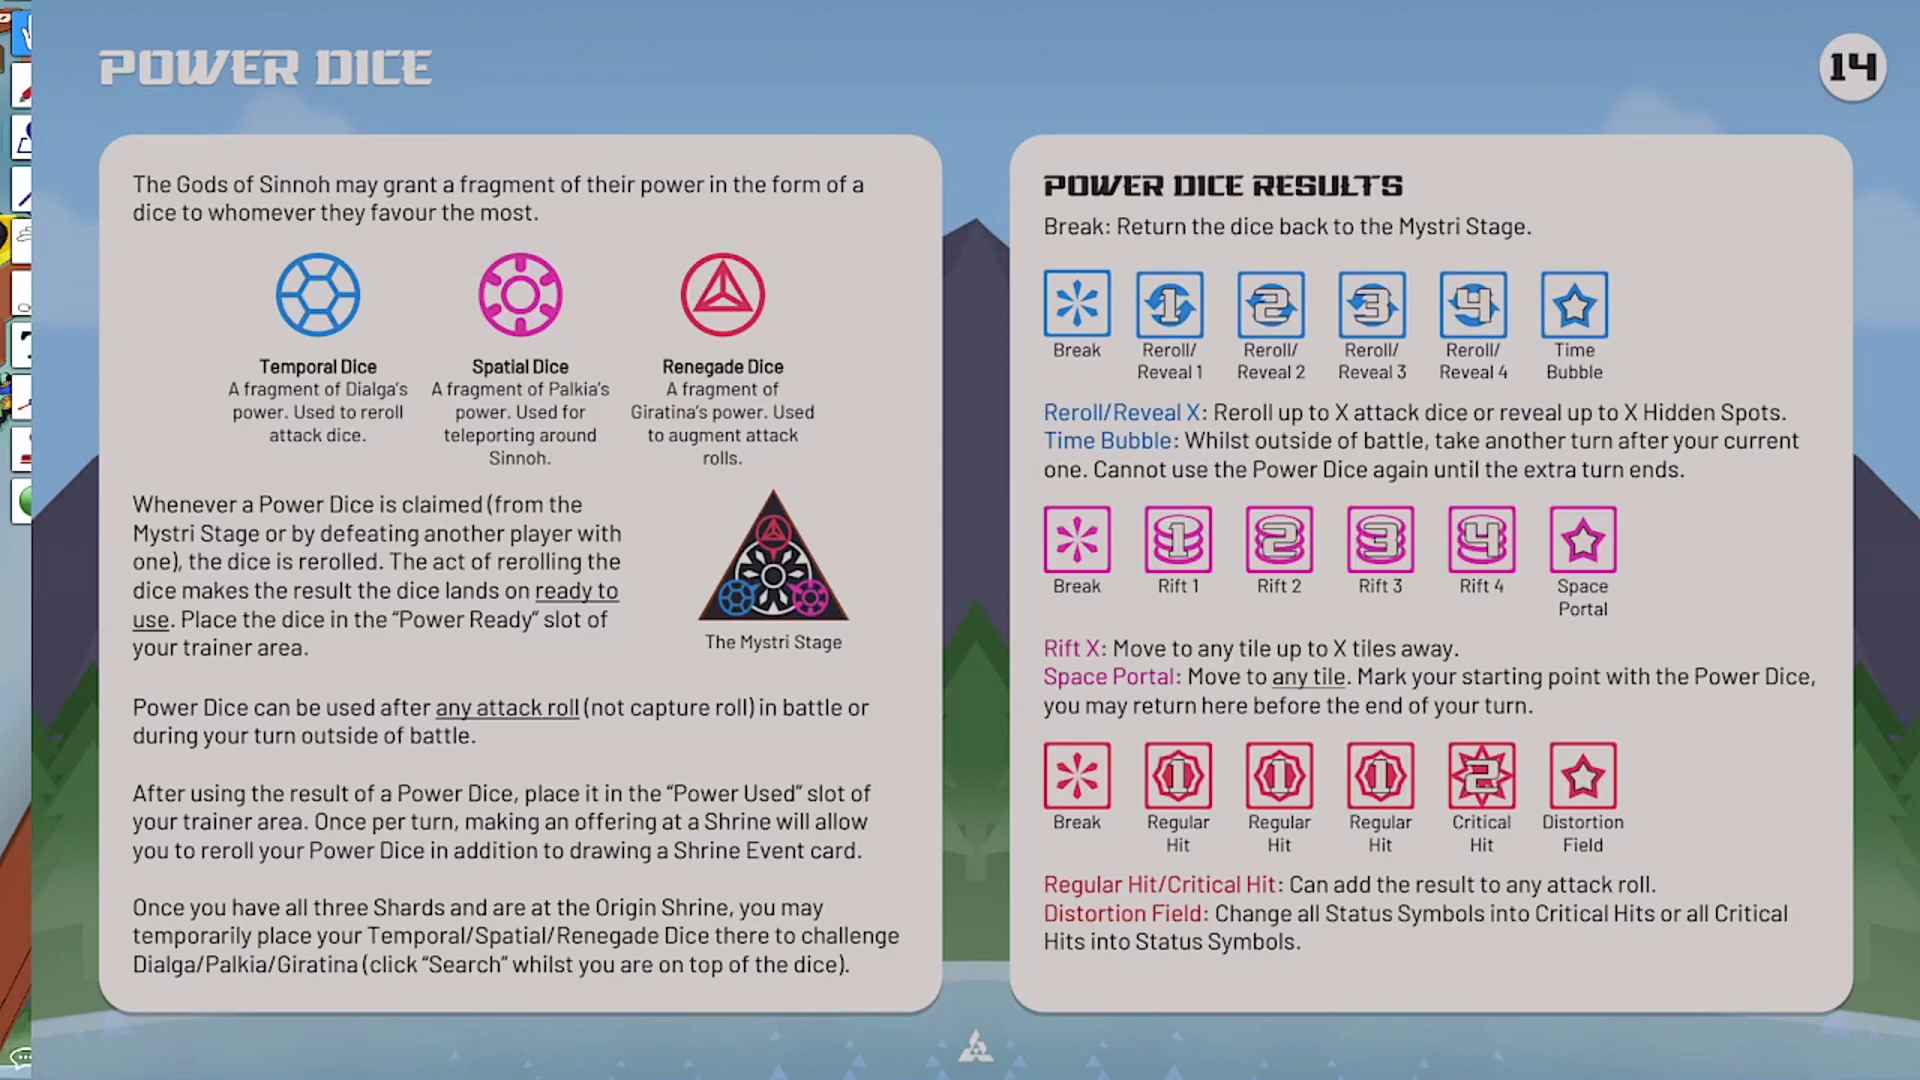 POWER DICE
14
The Gods of Sinnoh may grant a fragment of their power in the form of a
dice to whomever they favour the most.
Temporal Dice
A fragment of Dialga's
power. Used to reroll
attack dice.
Spatial Dice
A fragment of Palkia's
power. Used for
teleporting around
Sinnoh.
Renegade Dice
A fragment of
Giratina's power. Used
to augment attack
rolls.
Whenever a Power Dice is claimed (from the
Mystri Stage or by defeating another player with
one), the dice is rerolled. The act of rerolling the
dice makes the result the dice lands on ready to
use. Place the dice in the “Power Ready” slot of
your trainer area.
The Mystri Stage
Power Dice can be used after any attack roll (not capture roll) in battle or
during your turn outside of battle.
After using the result of a Power Dice, place it in the “Power Used” slot of
your trainer area. Once per turn, making an offering at a Shrine will allow
you to reroll your Power Dice in addition to drawing a Shrine Event card.
Once you have all three Shards and are at the Origin Shrine, you may
temporarily place your Temporal/Spatial/Renegade Dice there to challenge
Dialga/Palkia/Giratina (click “Search” whilst you are on top of the dice).
POWER DICE RESULTS
Break: Return the dice back to the Mystri Stage.
1 2 3 4
Break Reroll/ Reroll/ Reroll/ Reroll/ Time
Reveal 1 Reveal 2 Reveal 3 Reveal 4 Bubble
Reroll/Reveal X: Reroll up to X attack dice or reveal up to X Hidden Spots.
Time Bubble: Whilst outside of battle, take another turn after your current
one. Cannot use the Power Dice again until the extra turn ends.
1 2 3 4
Break Rift 1 Rift 2 Rift 3 Rift 4 Space
Portal
Rift X: Move to any tile up to X tiles away.
Space Portal: Move to any tile. Mark your starting point with the Power Dice,
you may return here before the end of your turn.
1 1 1 2
Break Regular Regular Regular Critical Distortion
Hit Hit Hit Hit Field
Regular Hit/Critical Hit: Can add the result to any attack roll.
Distortion Field: Change all Status Symbols into Critical Hits or all Critical
Hits into Status Symbols.